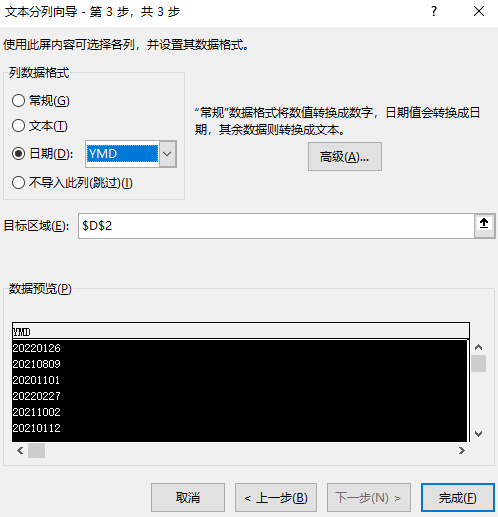 文本分列向导 - 第 3 步，共 3 步
?
使用此屏内容可选择各列，并设置其数据格式。
列数据格式
常规(G)
文本(T)
日期(D): YMD
不导入此列(跳过)(I)
“常规”数据格式将数值转换成数字，日期值会转换成日
期，其余数据则转换成文本。
高级(A)...
目标区域(E): $D$2
数据预览(P)
YMD
20220126
20210809
20201101
20220227
20211002
20210112
取消
< 上一步(B)
下一步(N) >
完成(F)